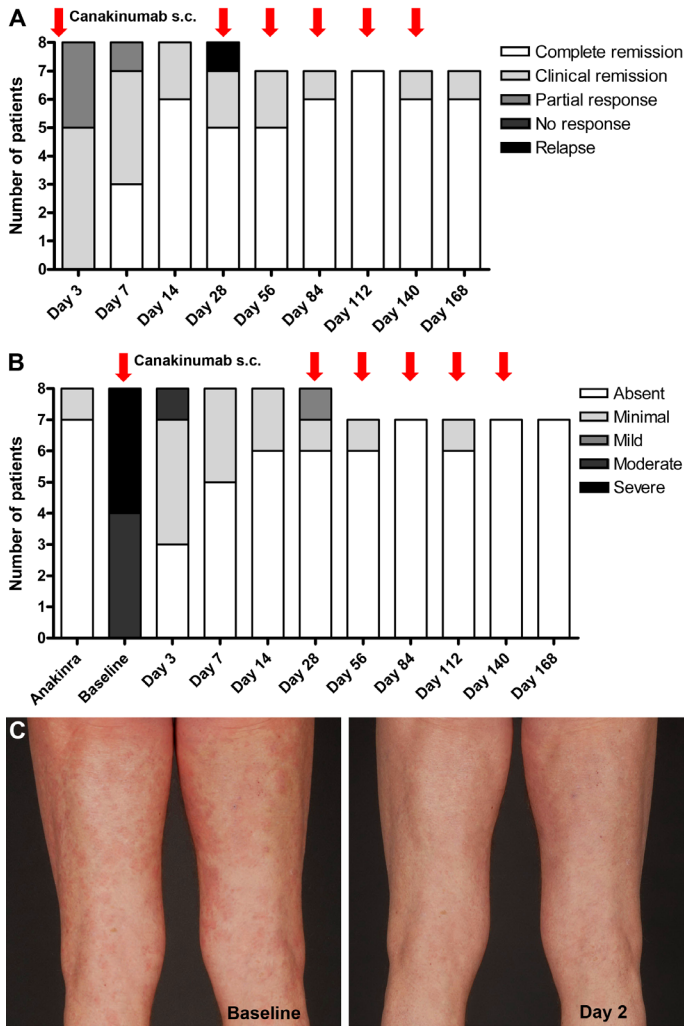 A
Canakinumab s.c.
Number of patients
8
7
6
5
4
3
2
1
0
Day 3
Day 7
Day 14
Day 28
Day 56
Day 84
Day 112
Day 140
Day 168
Complete remission
Clinical remission
Partial response
No response
Relapse
B
Canakinumab s.c.
Number of patients
8
7
6
5
4
3
2
1
0
Anakinra
Baseline
Day 3
Day 7
Day 14
Day 28
Day 56
Day 84
Day 112
Day 140
Day 168
Absent
Minimal
Mild
Moderate
Severe
C
Baseline
Day 2